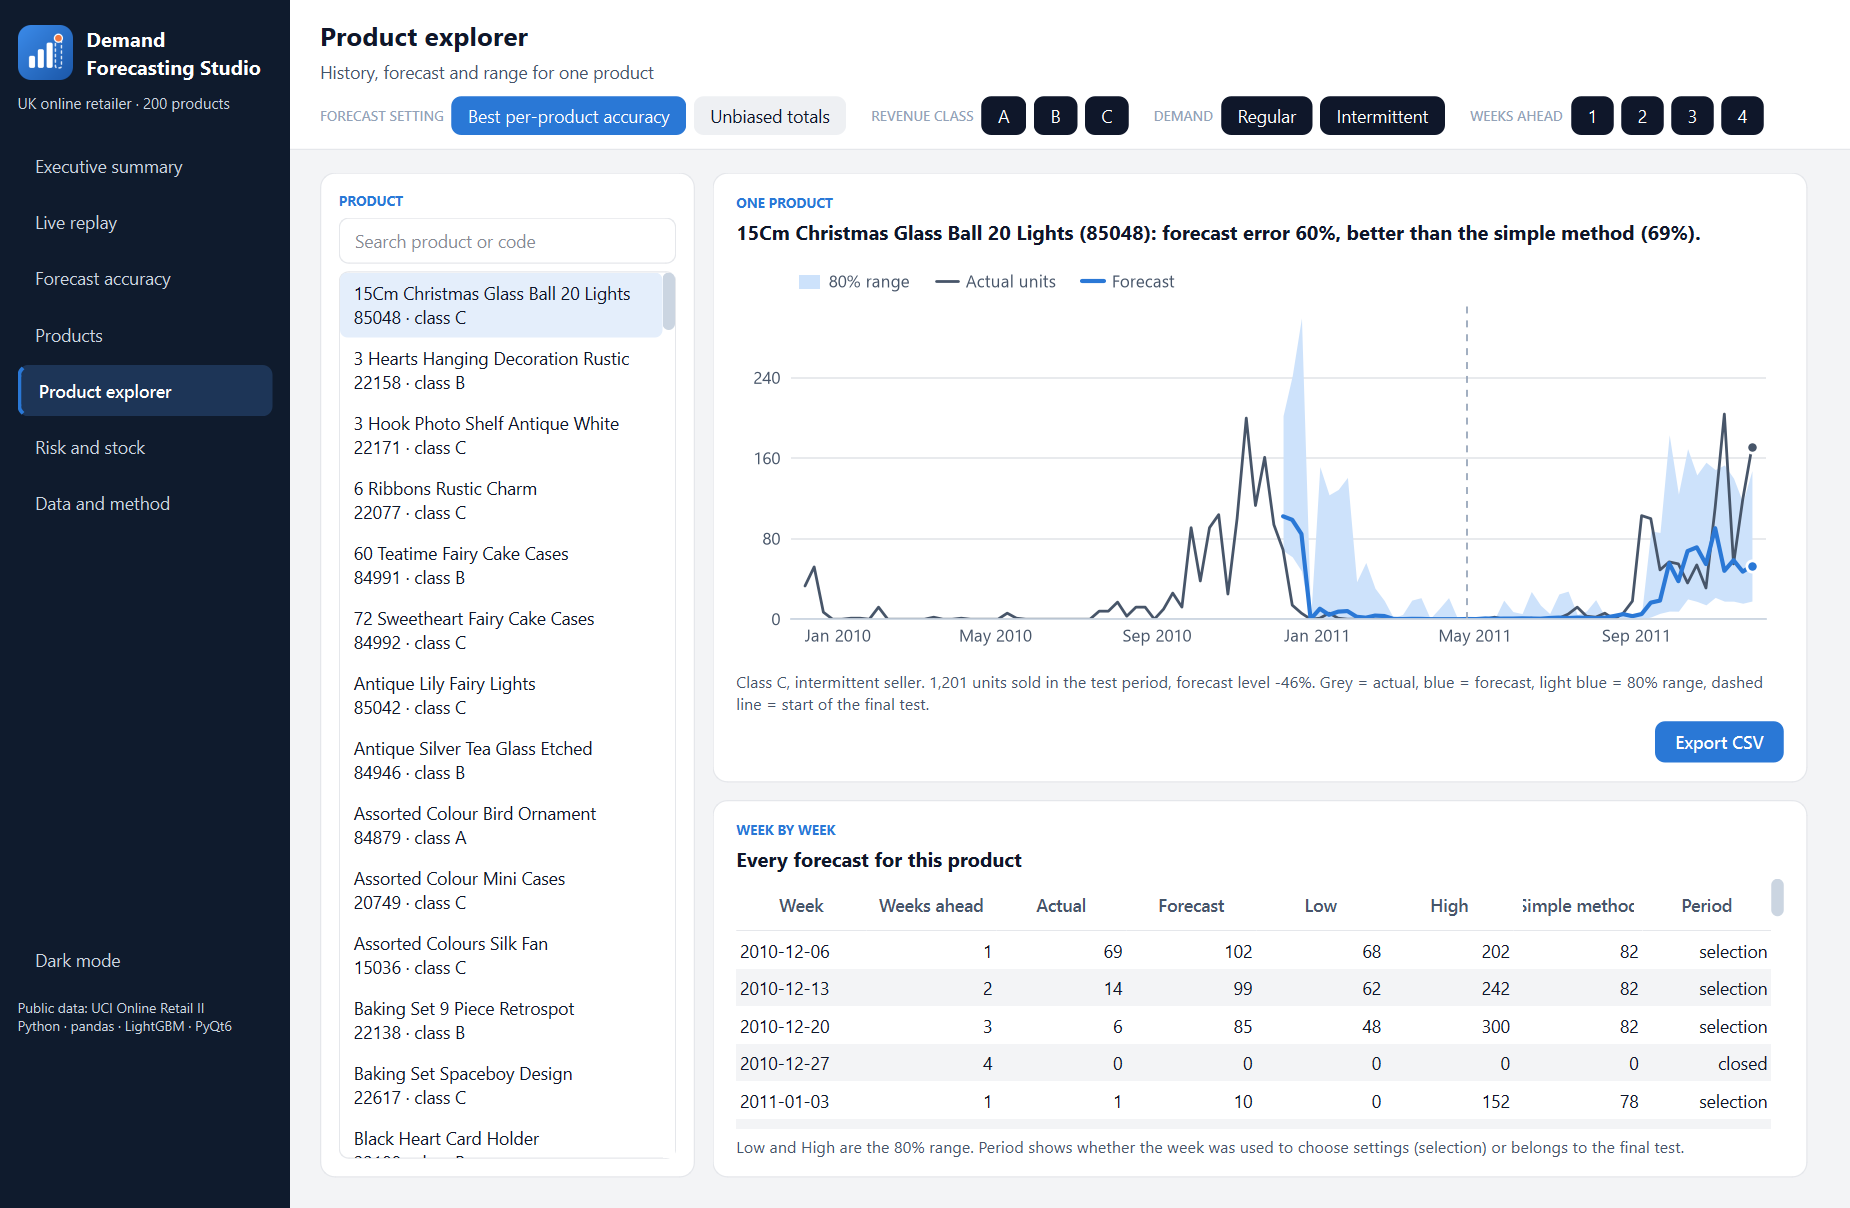 Demand
Forecasting Studio
UK online retailer · 200 products
Executive summary
Live replay
Forecast accuracy
Products
Product explorer
Risk and stock
Data and method
Dark mode
Public data: UCI Online Retail II
Python · pandas · LightGBM · PyQt6
Product explorer
History, forecast and range for one product
FORECAST SETTING Best per-product accuracy Unbiased totals REVENUE CLASS A B C DEMAND Regular Intermittent WEEKS AHEAD 1 2 3 4
PRODUCT
Search product or code
15Cm Christmas Glass Ball 20 Lights
85048 · class C
3 Hearts Hanging Decoration Rustic
22158 · class B
3 Hook Photo Shelf Antique White
22171 · class C
6 Ribbons Rustic Charm
22077 · class C
60 Teatime Fairy Cake Cases
84991 · class B
72 Sweetheart Fairy Cake Cases
84992 · class C
Antique Lily Fairy Lights
85042 · class C
Antique Silver Tea Glass Etched
84946 · class B
Assorted Colour Bird Ornament
84879 · class A
Assorted Colour Mini Cases
20749 · class C
Assorted Colours Silk Fan
15036 · class C
Baking Set 9 Piece Retrospot
22138 · class B
Baking Set Spaceboy Design
22617 · class C
Black Heart Card Holder
ONE PRODUCT
15Cm Christmas Glass Ball 20 Lights (85048): forecast error 60%, better than the simple method (69%).
80% range Actual units Forecast
240
160
80
0
Jan 2010 May 2010 Sep 2010 Jan 2011 May 2011 Sep 2011
Class C, intermittent seller. 1,201 units sold in the test period, forecast level -46%. Grey = actual, blue = forecast, light blue = 80% range, dashed
line = start of the final test.
Export CSV
WEEK BY WEEK
Every forecast for this product
Week Weeks ahead Actual Forecast Low High Simple method Period
2010-12-06 1 69 102 68 202 82 selection
2010-12-13 2 14 99 62 242 82 selection
2010-12-20 3 6 85 48 300 82 selection
2010-12-27 4 0 0 0 0 0 closed
2011-01-03 1 1 10 0 152 78 selection
Low and High are the 80% range. Period shows whether the week was used to choose settings (selection) or belongs to the final test.